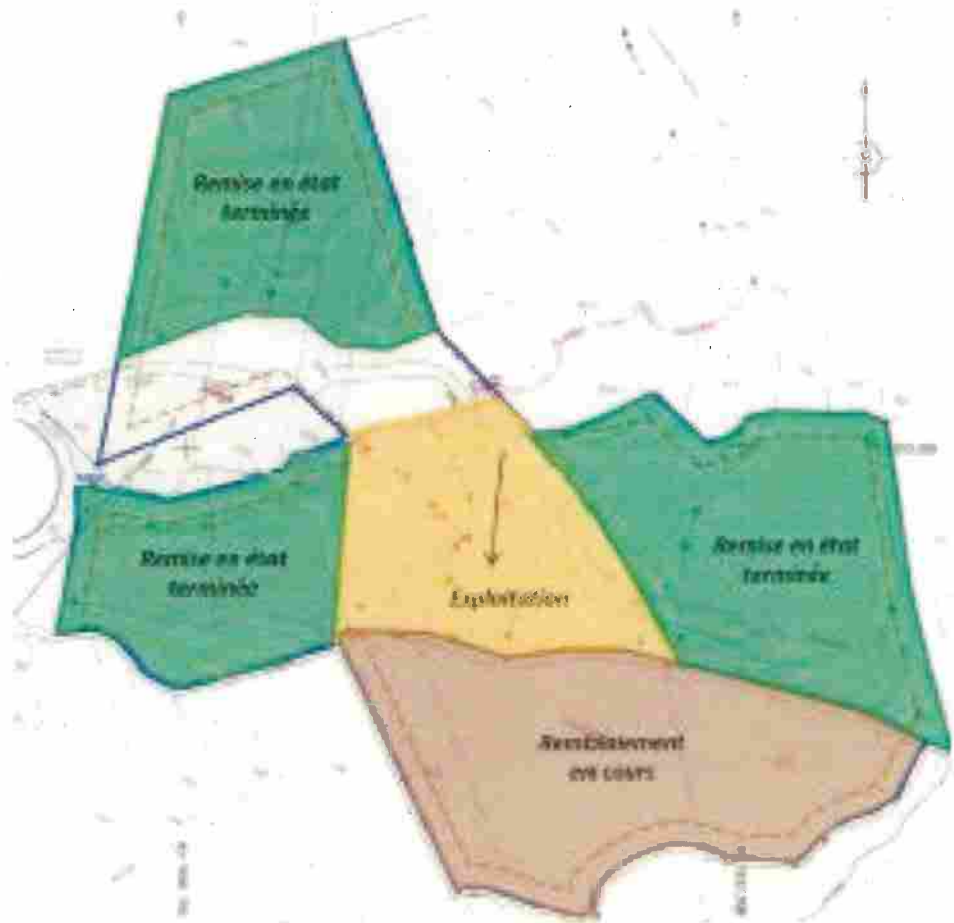 Remise en état
terminée
Remise en état
terminée
Remise en état
terminée
Exploitation
Remblaiement
en cours